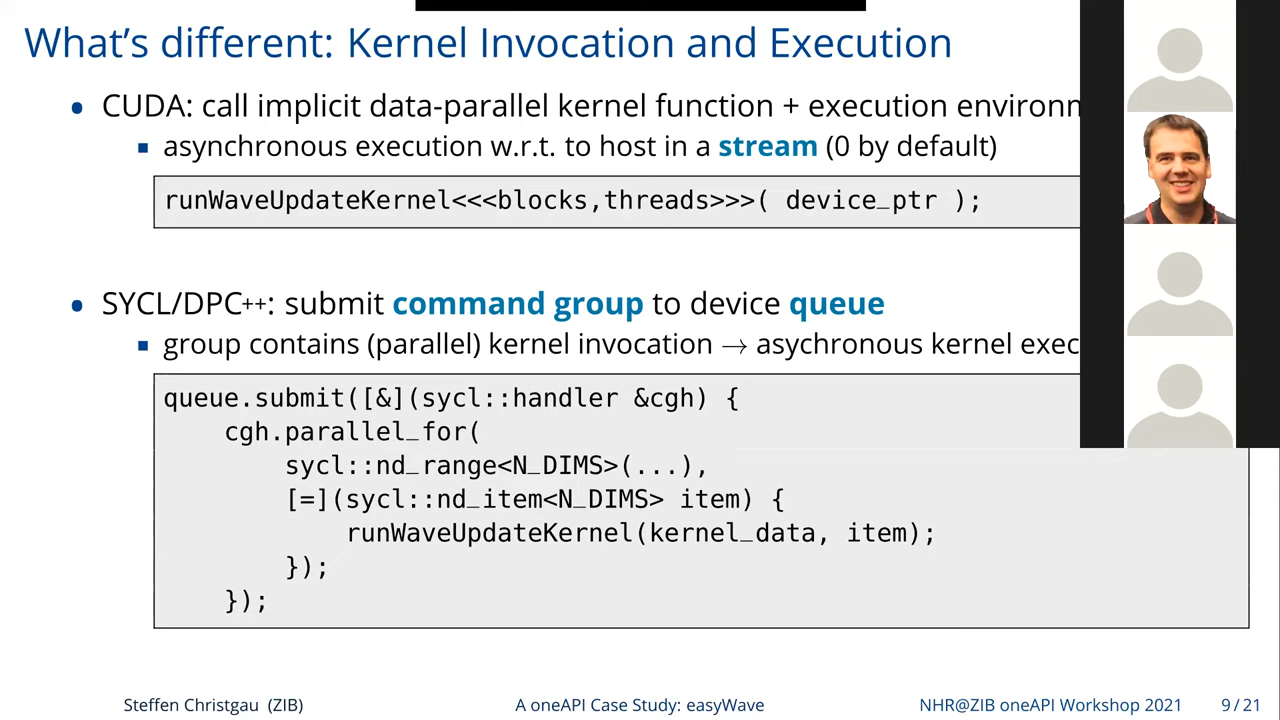 What's different: Kernel Invocation and Execution
• CUDA: call implicit data-parallel kernel function + execution
▪ asynchronous execution w.r.t. to host in a stream (0 by default)
runWaveUpdateKernel<<<blocks,threads>>>( device_ptr );
• SYCL/DPC++: submit command group to device queue
▪ group contains (parallel) kernel invocation → asychronous kernel
queue.submit([&](sycl::handler &cgh) {
cgh.parallel_for(
sycl::nd_range<N_DIMS>(...),
[=](sycl::nd_item<N_DIMS> item) {
runWaveUpdateKernel(kernel_data, item);
});
});
Steffen Christgau (ZIB) A oneAPI Case Study: easyWave NHR@ZIB oneAPI Workshop 2021 9/21